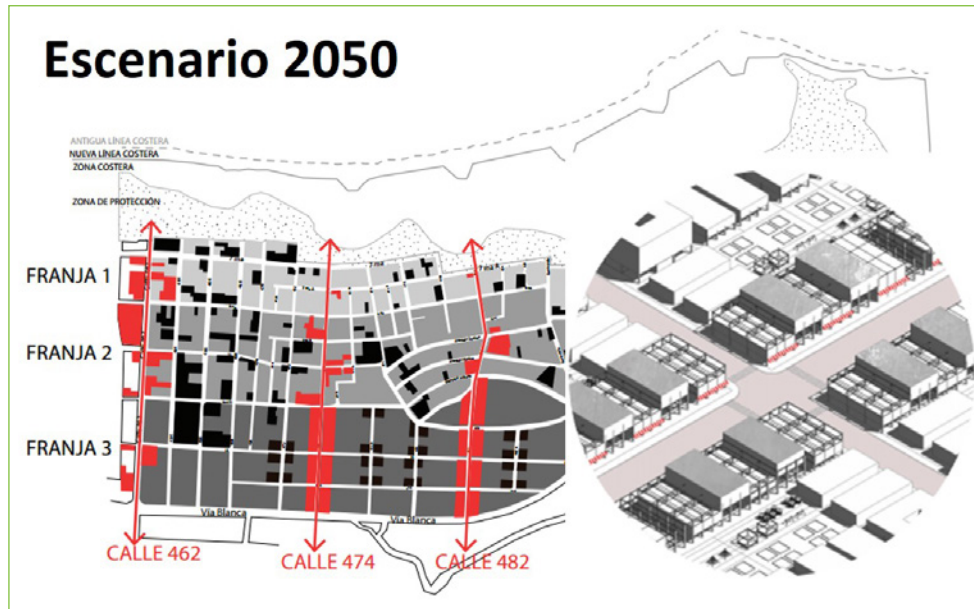 Escenario 2050
ANTIGUA LÍNEA COSTERA
NUEVA LÍNEA COSTERA
ZONA COSTERA
ZONA DE PROTECCIÓN
FRANJA 1
FRANJA 2
FRANJA 3
Vía Blanca
Vía Blanca
CALLE 462
CALLE 474
CALLE 482